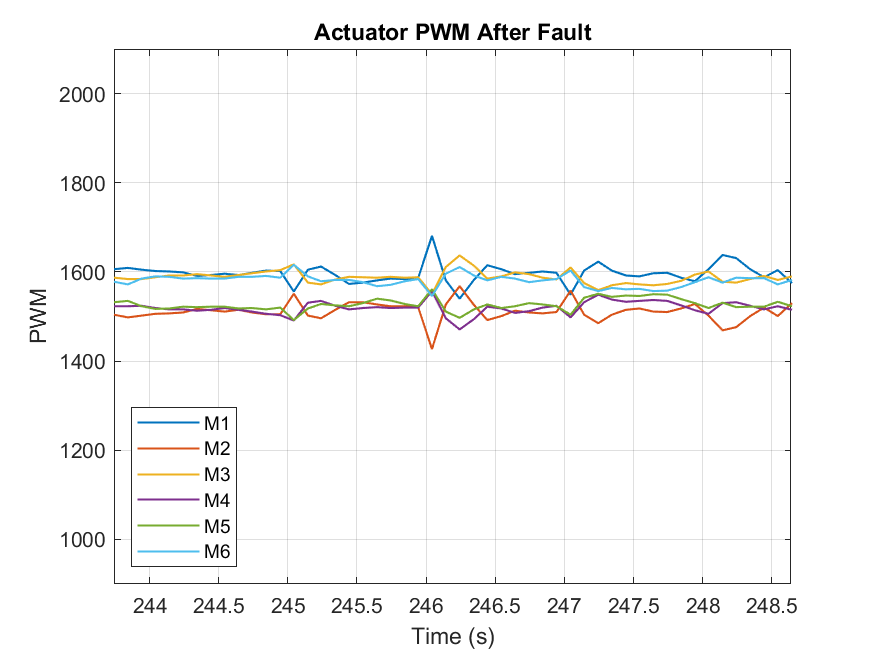 Actuator PWM After Fault
2000
1800
1600
1400
1200
1000
PWM
M1
M2
M3
M4
M5
M6
244 244.5 245 245.5 246 246.5 247 247.5 248 248.5
Time (s)